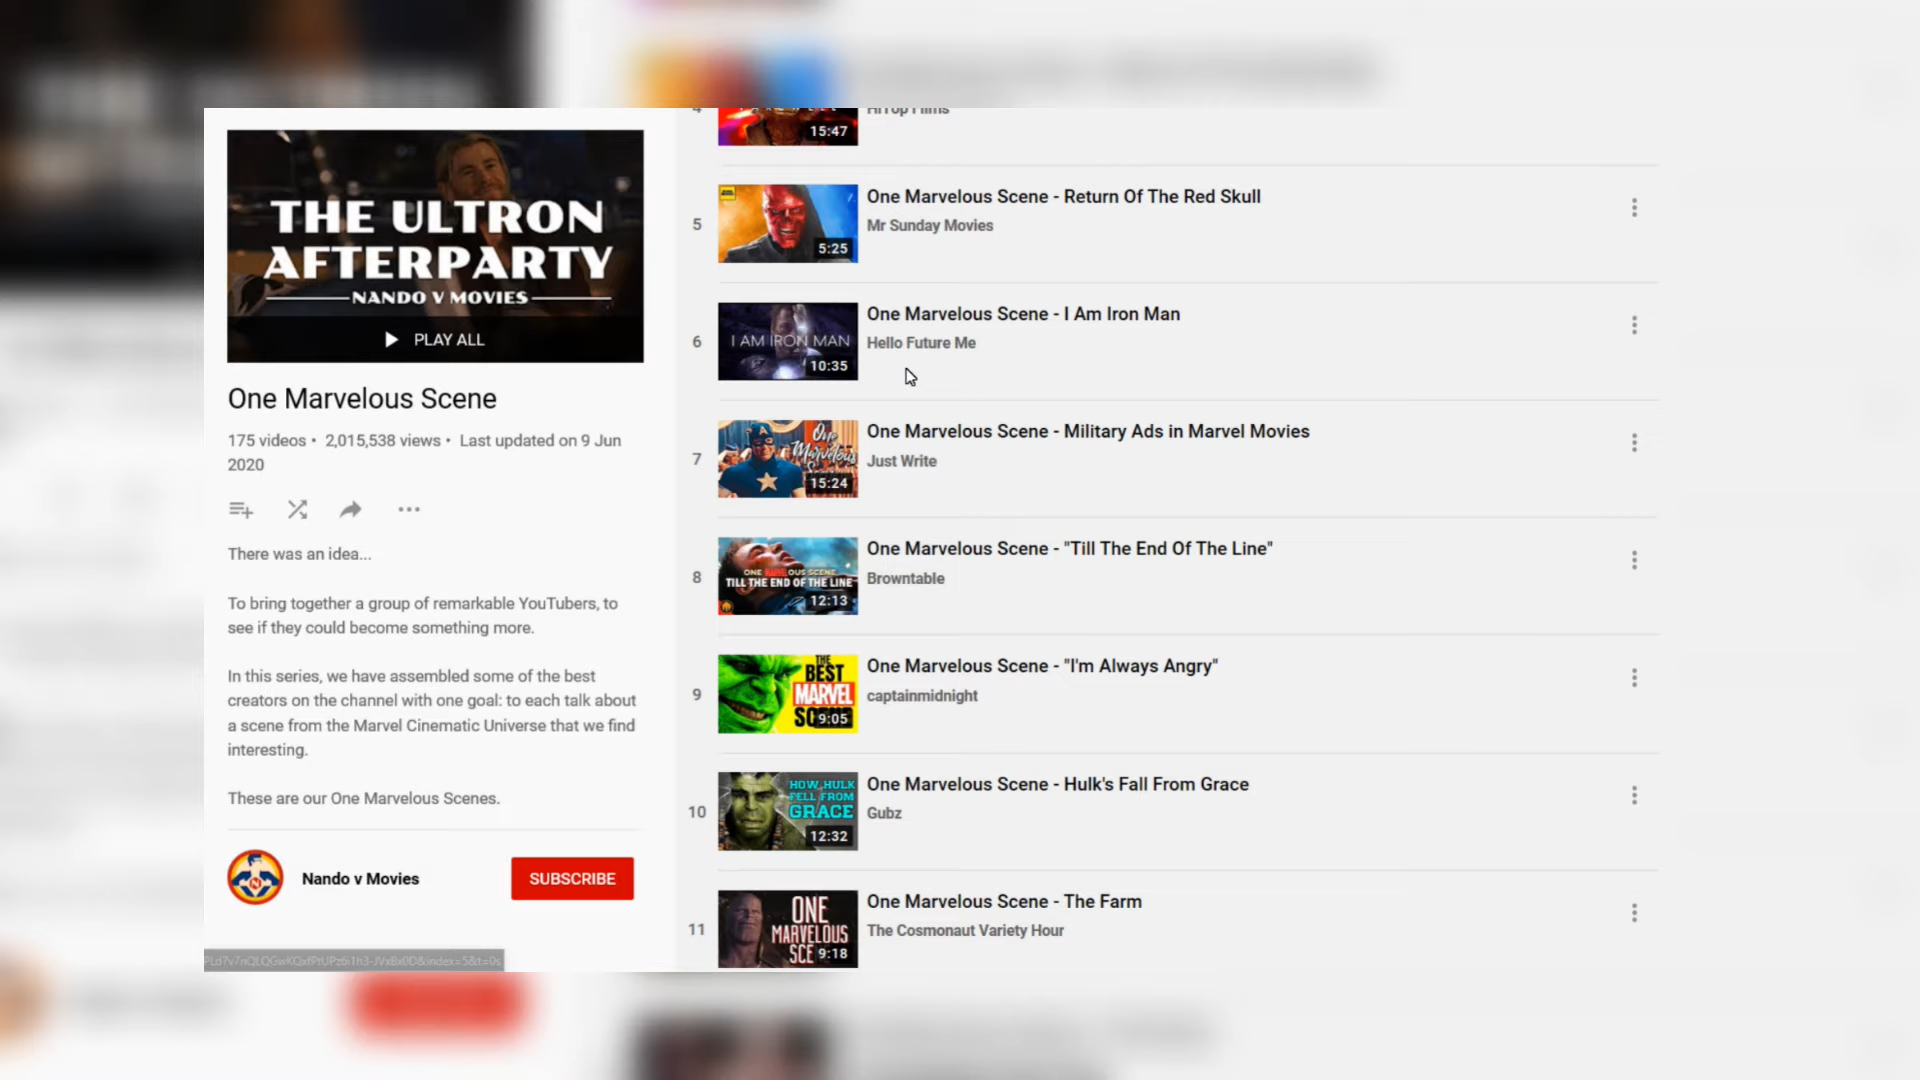 THE ULTRON
AFTERPARTY
NANDO V MOVIES
PLAY ALL
One Marvelous Scene
175 videos • 2,015,538 views • Last updated on 9 Jun
2020
There was an idea...
To bring together a group of remarkable YouTubers, to
see if they could become something more.
In this series, we have assembled some of the best
creators on the channel with one goal: to each talk about
a scene from the Marvel Cinematic Universe that we find
interesting.
These are our One Marvelous Scenes.
Nando v Movies
SUBSCRIBE
4
15:47
5
5:25
One Marvelous Scene - Return Of The Red Skull
Mr Sunday Movies
6
I AM IRON MAN
10:35
One Marvelous Scene - I Am Iron Man
Hello Future Me
7
One
Marvelous
15:24
One Marvelous Scene - Military Ads in Marvel Movies
Just Write
8
ONE MARVELOUS SCENE
TILL THE END OF THE LINE
12:13
One Marvelous Scene - "Till The End Of The Line"
Browntable
9
THE
BEST
MARVEL
9:05
One Marvelous Scene - "I'm Always Angry"
captainmidnight
10
HOW HULK
FELL FROM
GRACE
12:32
One Marvelous Scene - Hulk's Fall From Grace
Gubz
11
ONE
MARVELOUS
SCE
9:18
One Marvelous Scene - The Farm
The Cosmonaut Variety Hour